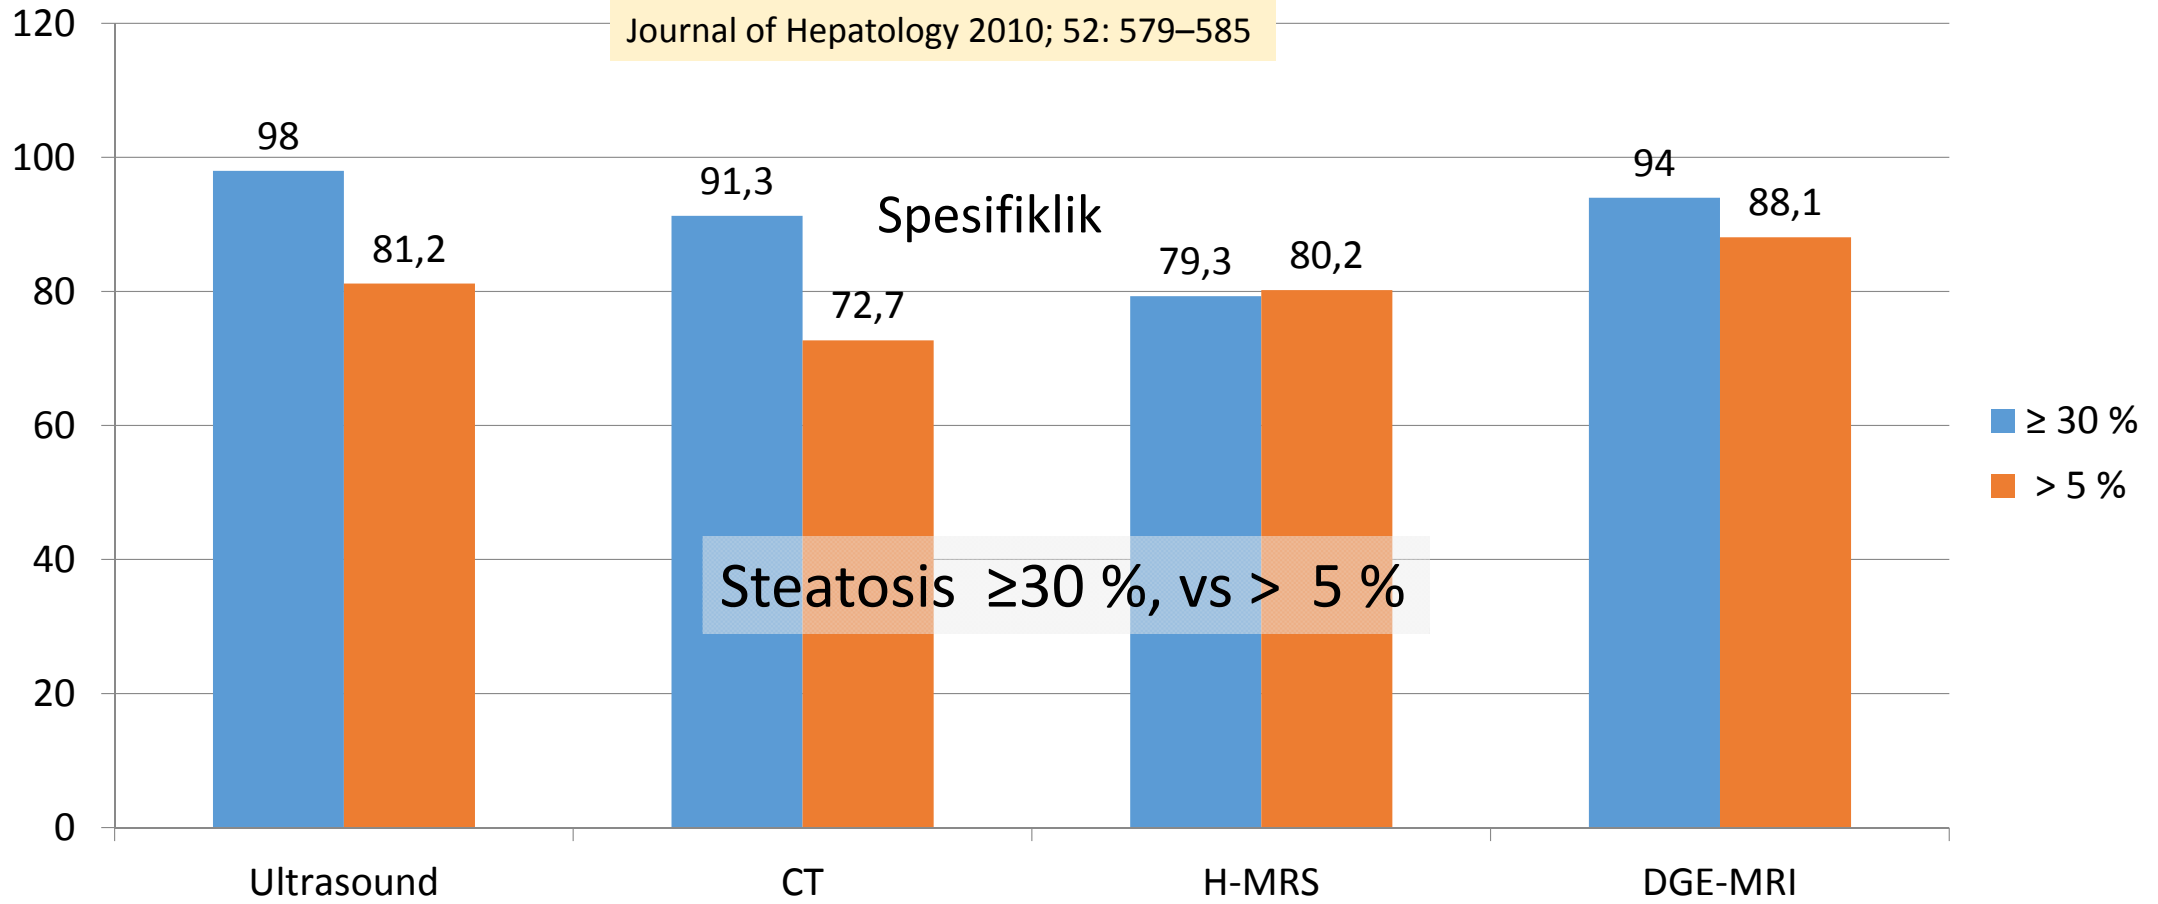 Journal of Hepatology 2010; 52: 579–585
120
100
80
60
40
20
0
98
81,2
91,3
72,7
Spesifiklik
79,3
80,2
94
88,1
Steatosis ≥30 %, vs > 5 %
≥ 30 %
> 5 %
Ultrasound
CT
H-MRS
DGE-MRI